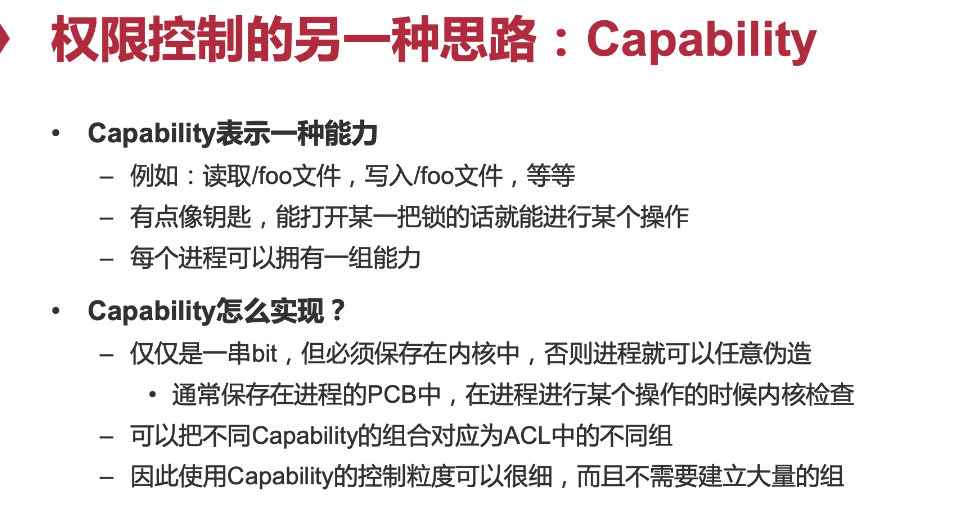 权限控制的另一种思路：Capability
• Capability表示一种能力
– 例如：读取/foo文件，写入/foo文件，等等
– 有点像钥匙，能打开某一把锁的话就能进行某个操作
– 每个进程可以拥有一组能力
• Capability怎么实现？
– 仅仅是一串bit，但必须保存在内核中，否则进程就可以任意伪造
• 通常保存在进程的PCB中，在进程进行某个操作的时候内核检查
– 可以把不同Capability的组合对应为ACL中的不同组
– 因此使用Capability的控制粒度可以很细，而且不需要建立大量的组